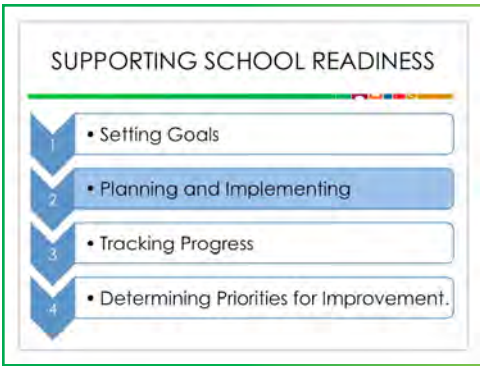 SUPPORTING SCHOOL READINESS
1 • Setting Goals
2 • Planning and Implementing
3 • Tracking Progress
4 • Determining Priorities for Improvement.